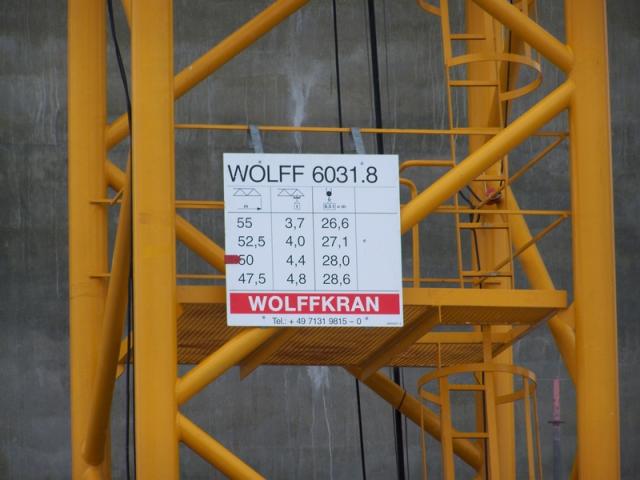 WOLFF 6031.8
55 3,7 26,6
52,5 4,0 27,1
50 4,4 28,0
47,5 4,8 28,6
WOLFFKRAN
Tel.: + 49 7131 9815 – 0